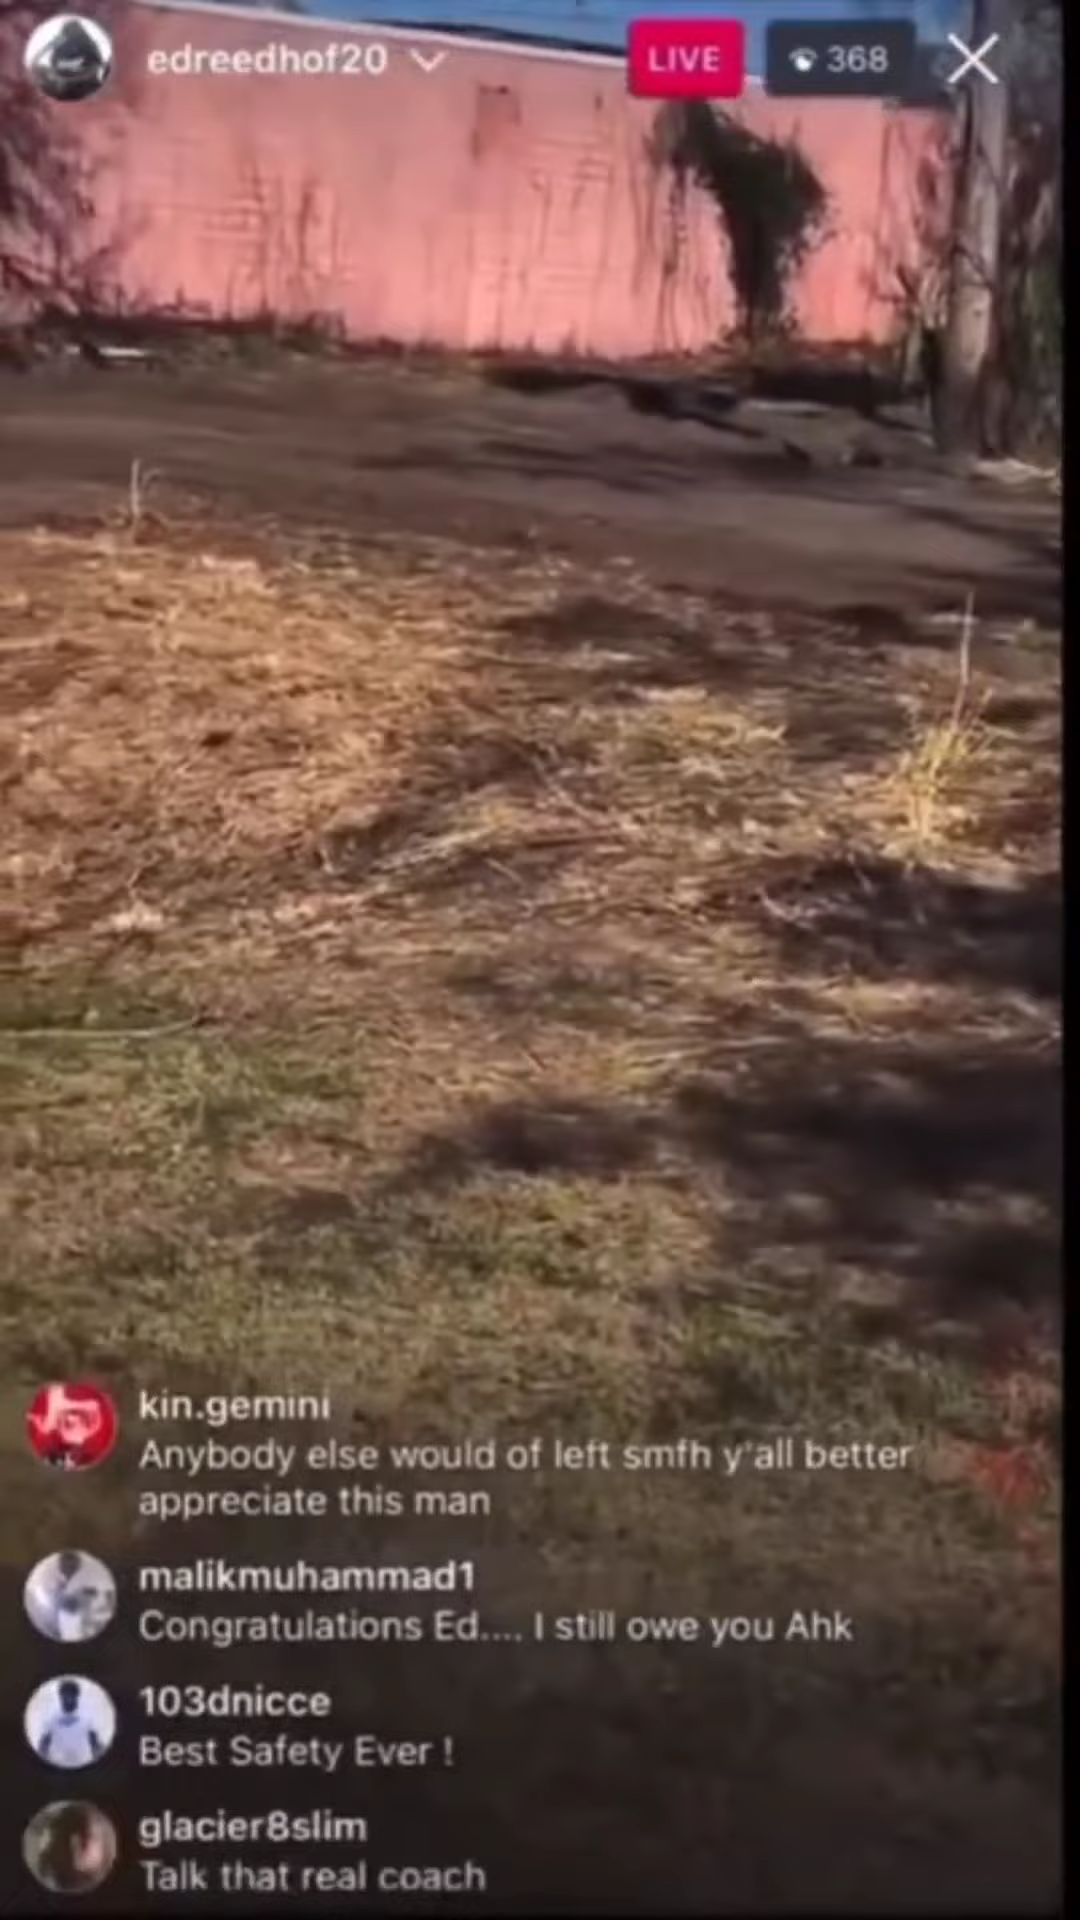 edreedhof20
LIVE
368
kin.gemini
Anybody else would of left smfh y'all better
appreciate this man
malikmuhammad1
Congratulations Ed.... I still owe you Ahk
103dnicce
Best Safety Ever !
glacier8slim
Talk that real coach